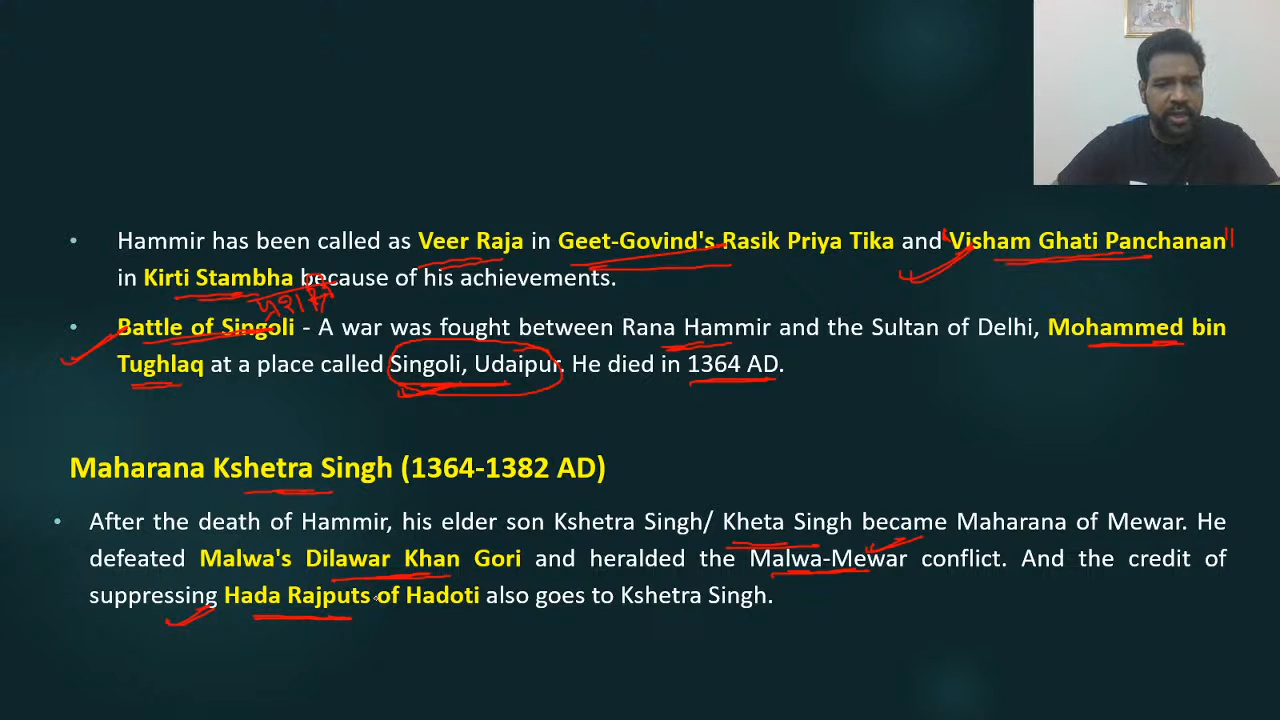 Hammir has been called as Veer Raja in Geet-Govind's Rasik Priya Tika and Visham Ghati Panchanan
in Kirti Stambha because of his achievements.
Battle of Singoli - A war was fought between Rana Hammir and the Sultan of Delhi, Mohammed bin
Tughlaq at a place called Singoli, Udaipur. He died in 1364 AD.
Maharana Kshetra Singh (1364-1382 AD)
After the death of Hammir, his elder son Kshetra Singh/ Kheta Singh became Maharana of Mewar. He
defeated Malwa's Dilawar Khan Gori and heralded the Malwa-Mewar conflict. And the credit of
suppressing Hada Rajputs of Hadoti also goes to Kshetra Singh.